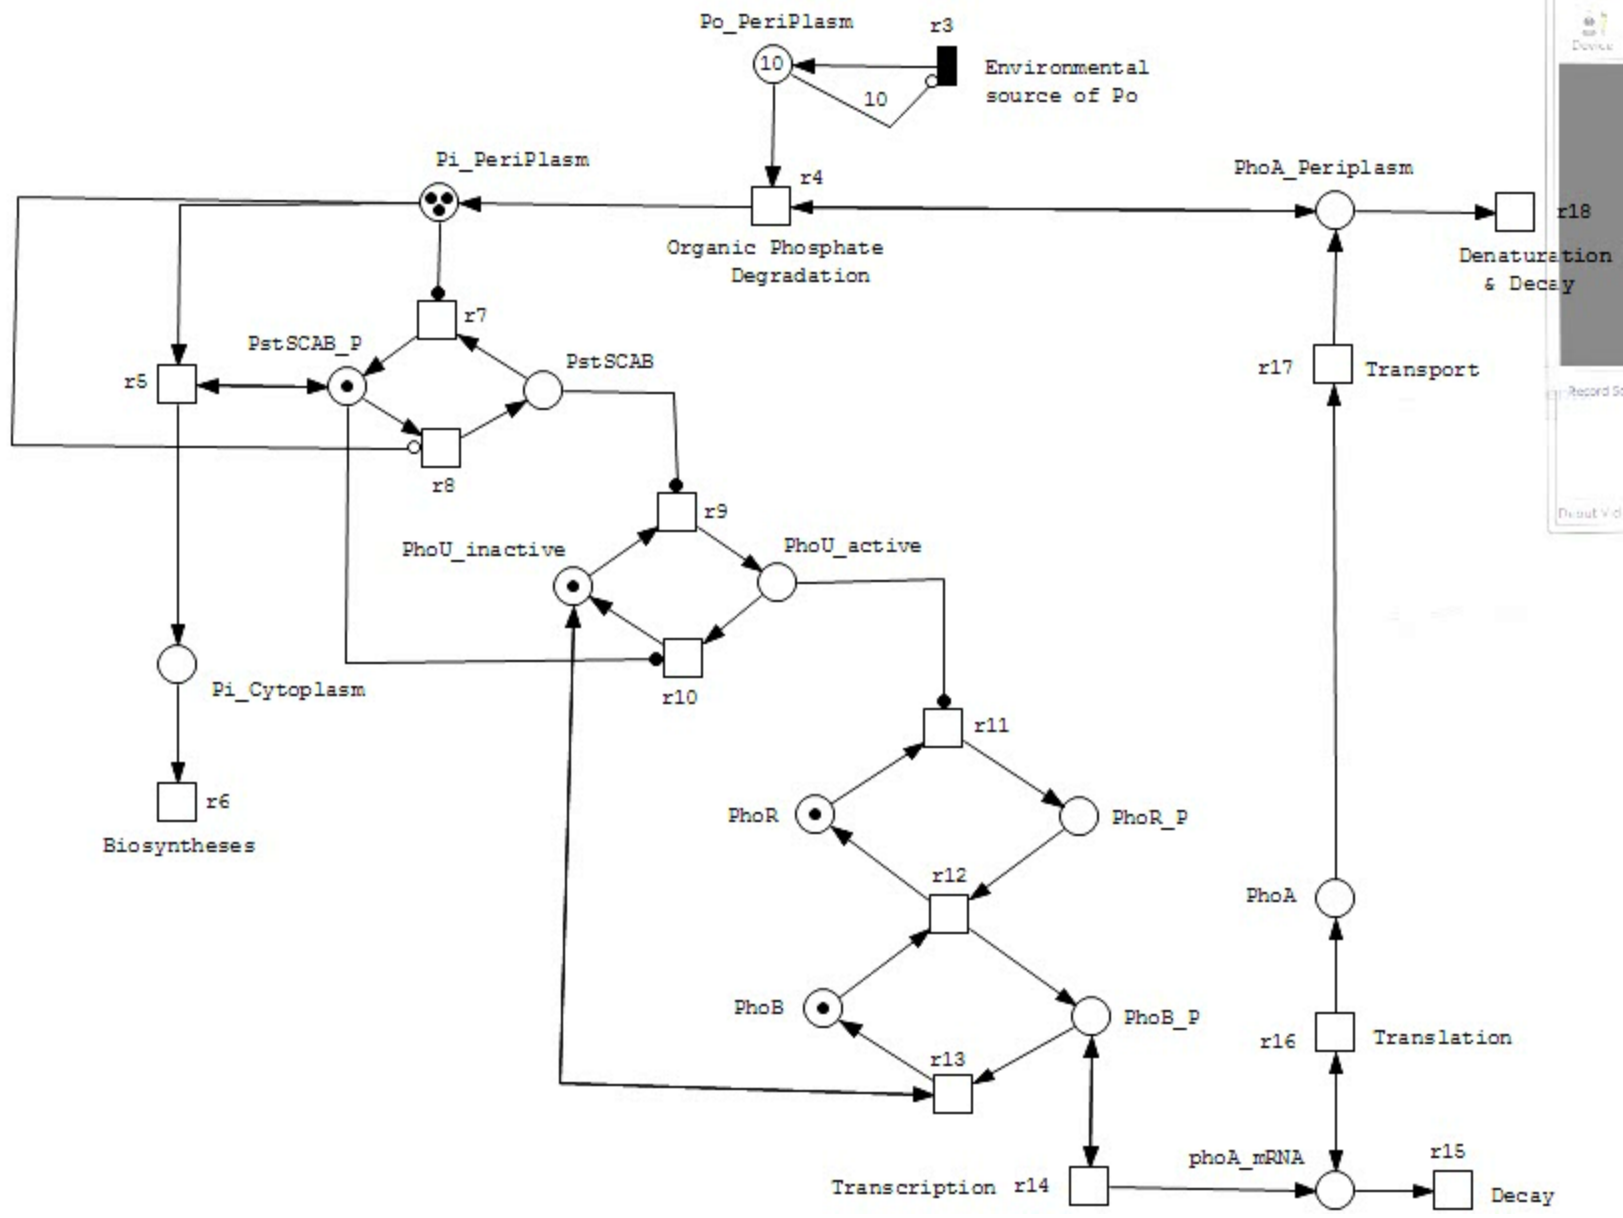 Po_PeriPlasm
r3
Device
10
Environmental
source of Po
10
Pi_PeriPlasm
r4
PhoA_Periplasm
r18
Organic Phosphate
Degradation
Denaturation
& Decay
r7
PstSCAB_P
PstSCAB
r5
r17
Transport
Record
r8
r9
PhoU_inactive
PhoU_active
r10
Pi_Cytoplasm
r11
r6
PhoR
PhoR_P
Biosyntheses
r12
PhoA
PhoB
PhoB_P
r16
Translation
r13
phoA_mRNA
r15
Transcription r14
Decay